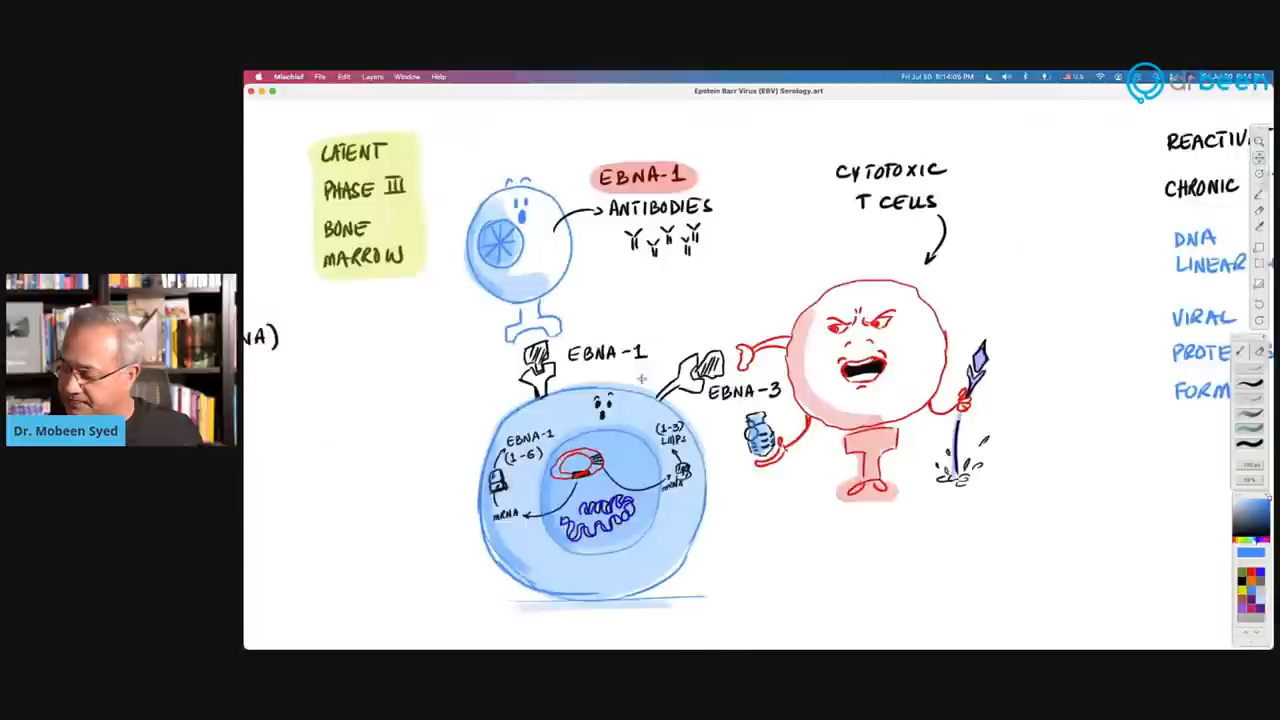 Mischief File Edit Layers Window Help
Epstein Barr Virus (EBV) Serology.art
drbeen
LATENT
PHASE III
BONE
MARROW
EBNA-1
ANTIBODIES
CYTOTOXIC
T CELLS
EBNA-1
EBNA-3
EBNA-1
(1-6)
mRNA
(1-3)
LMPs
mRNA
REACTIV
CHRONIC
DNA
LINEAR
VIRAL
PROTE
FORM
NA)
Dr. Mobeen Syed